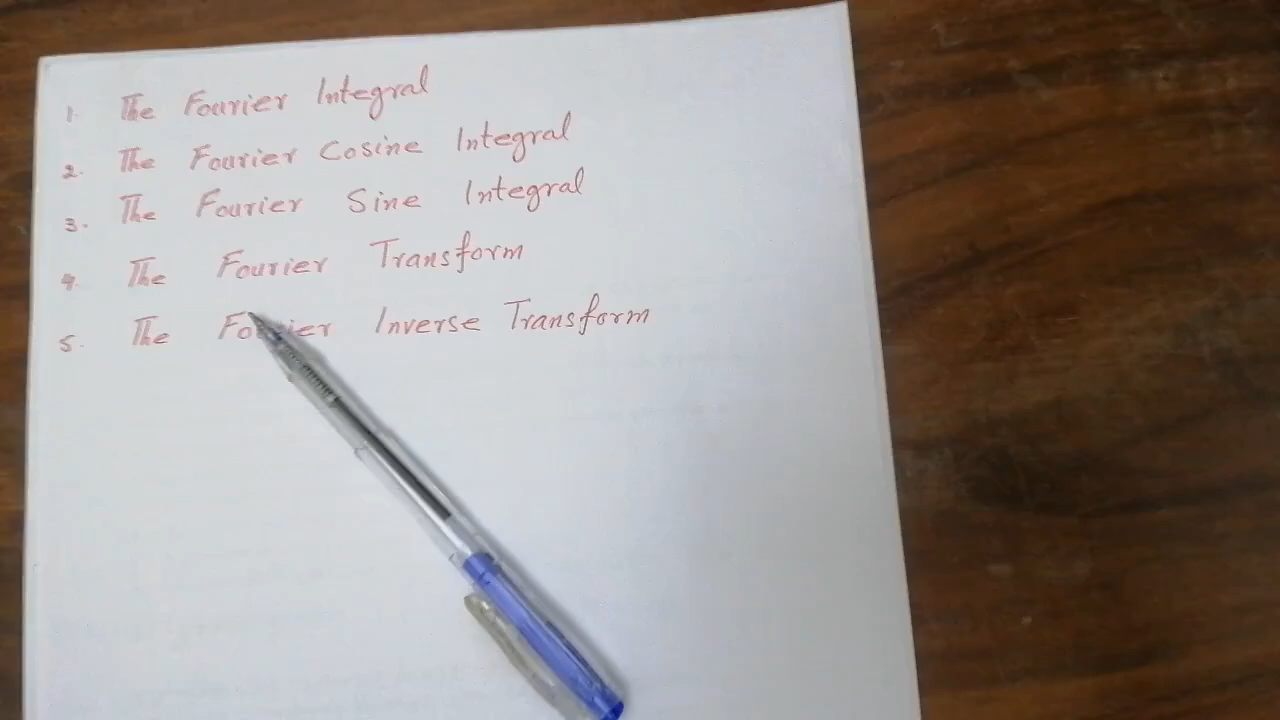 1. The Fourier Integral
2. The Fourier Cosine Integral
3. The Fourier Sine Integral
4. The Fourier Transform
5. The Fourier Inverse Transform